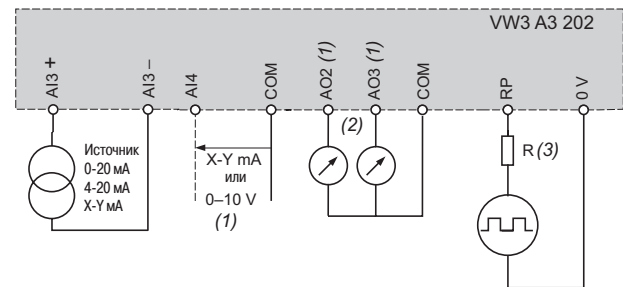 VW3 A3 202
AI3 +
AI3 –
AI4
COM
AO2 (1)
AO3 (1)
COM
RP
0 V
(2)
Источник
0-20 мА
4-20 мА
X-Y мА
X-Y mA
или
0–10 V
(1)
R (3)